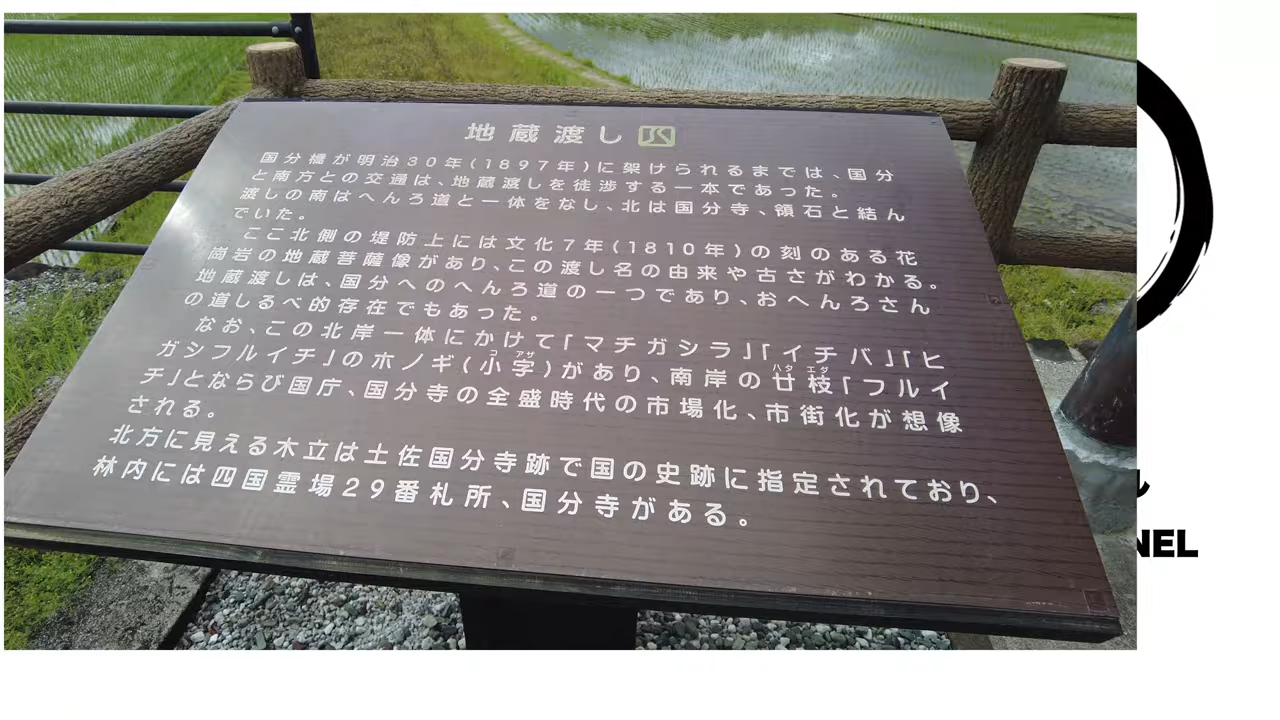 地蔵渡し
国分橋が明治30年(1897年)に架けられるまでは、国分
と南方との交通は、地蔵渡しを徒渉する一本であった。
渡しの南はへんろ道と一体をなし、北は国分寺、領石と結ん
でいた。
ここ北側の堤防上には文化7年(1810年)の刻のある花
崗岩の地蔵菩薩像があり、この渡し名の由来や古さがわかる。
地蔵渡しは、国分へのへんろ道の一つであり、おへんろさん
の道しるべ的存在でもあった。
なお、この北岸一体にかけて「マチガシラ」「イチバ」「ヒ
ガシフルイチ」のホノギ(小字)があり、南岸の廿枝「フルイ
コ アザ ハタ エダ
チ」とならび国庁、国分寺の全盛時代の市場化、市街化が想像
される。
北方に見える木立は土佐国分寺跡で国の史跡に指定されており、
林内には四国霊場29番札所、国分寺がある。
NEL